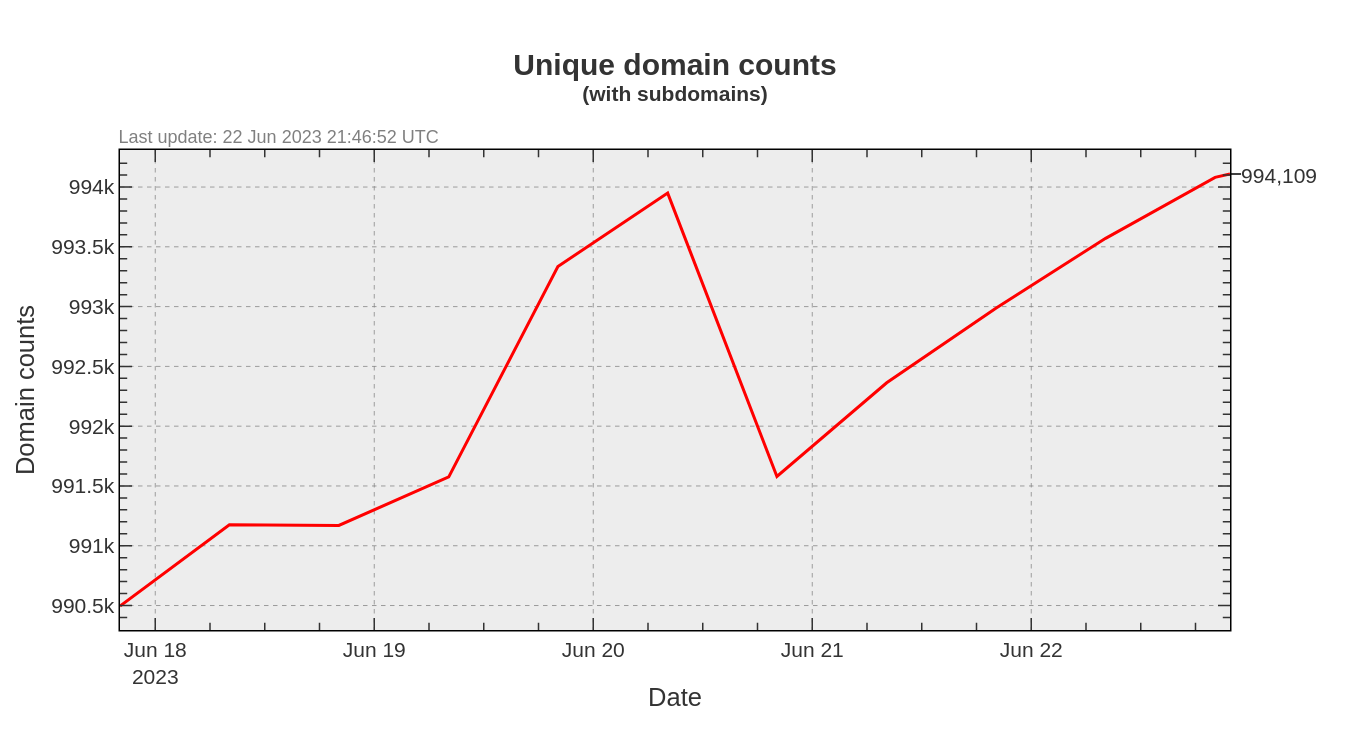 Unique domain counts
(with subdomains)
Last update: 22 Jun 2023 21:46:52 UTC
994k
993.5k
993k
992.5k
992k
991.5k
991k
990.5k
994,109
Domain counts
Jun 18
2023
Jun 19
Jun 20
Jun 21
Jun 22
Date